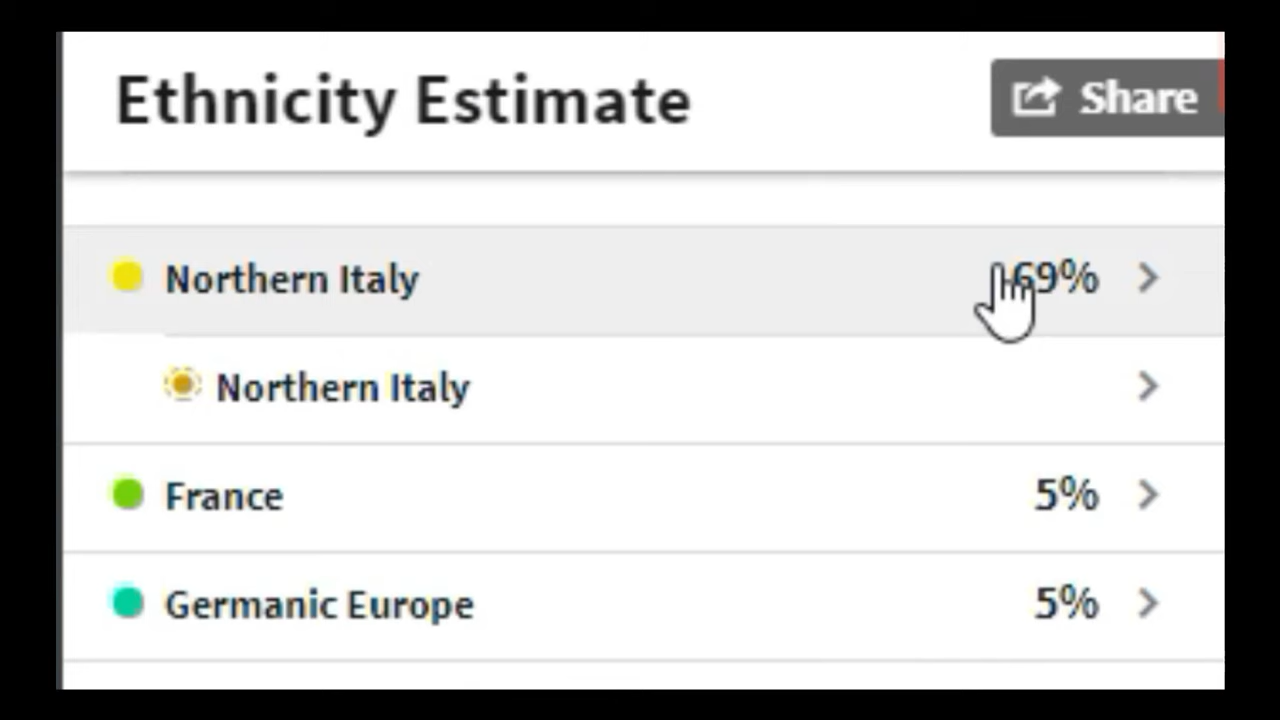 Ethnicity Estimate
Share
Northern Italy 69%
Northern Italy
France 5%
Germanic Europe 5%